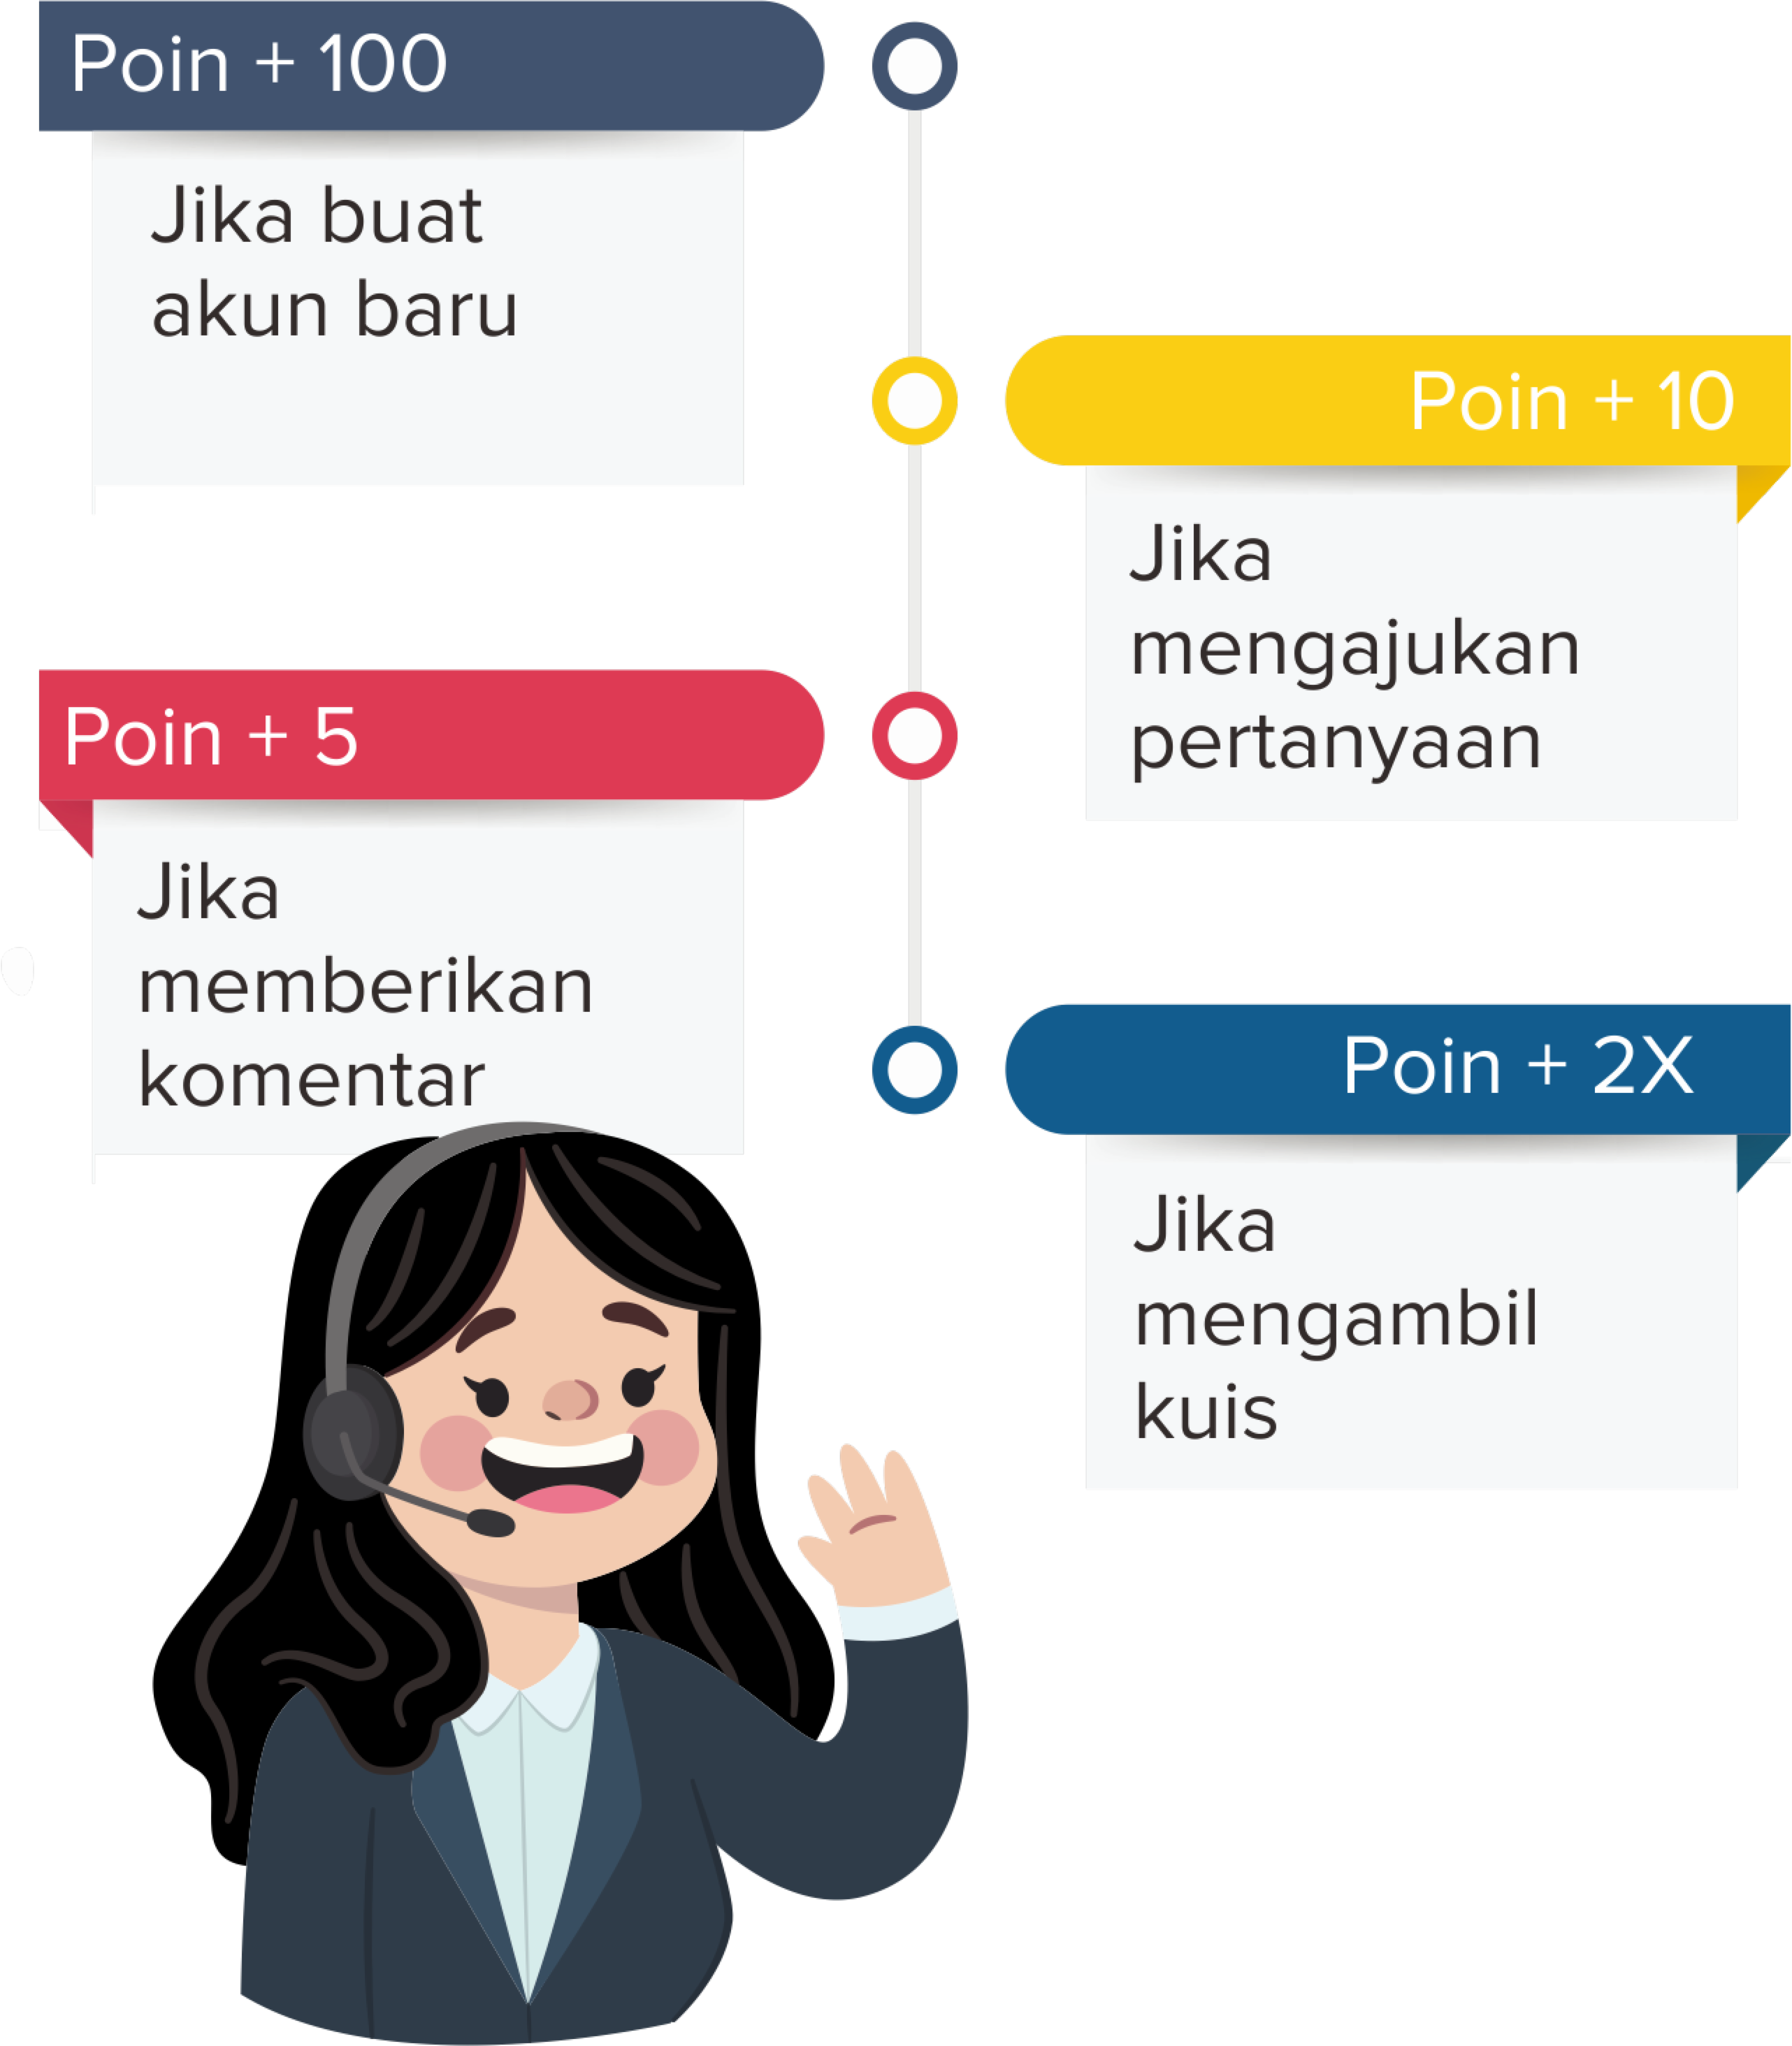 Poin + 100
Jika buat
akun baru
Poin + 10
Jika
mengajukan
pertanyaan
Poin + 5
Jika
memberikan
komentar
Poin + 2X
Jika
mengambil
kuis